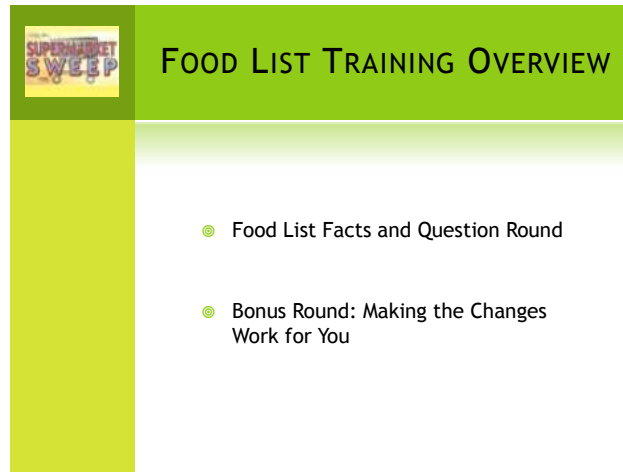 SUPERMARKET
SWEEP
FOOD LIST TRAINING OVERVIEW
Food List Facts and Question Round
Bonus Round: Making the Changes
Work for You